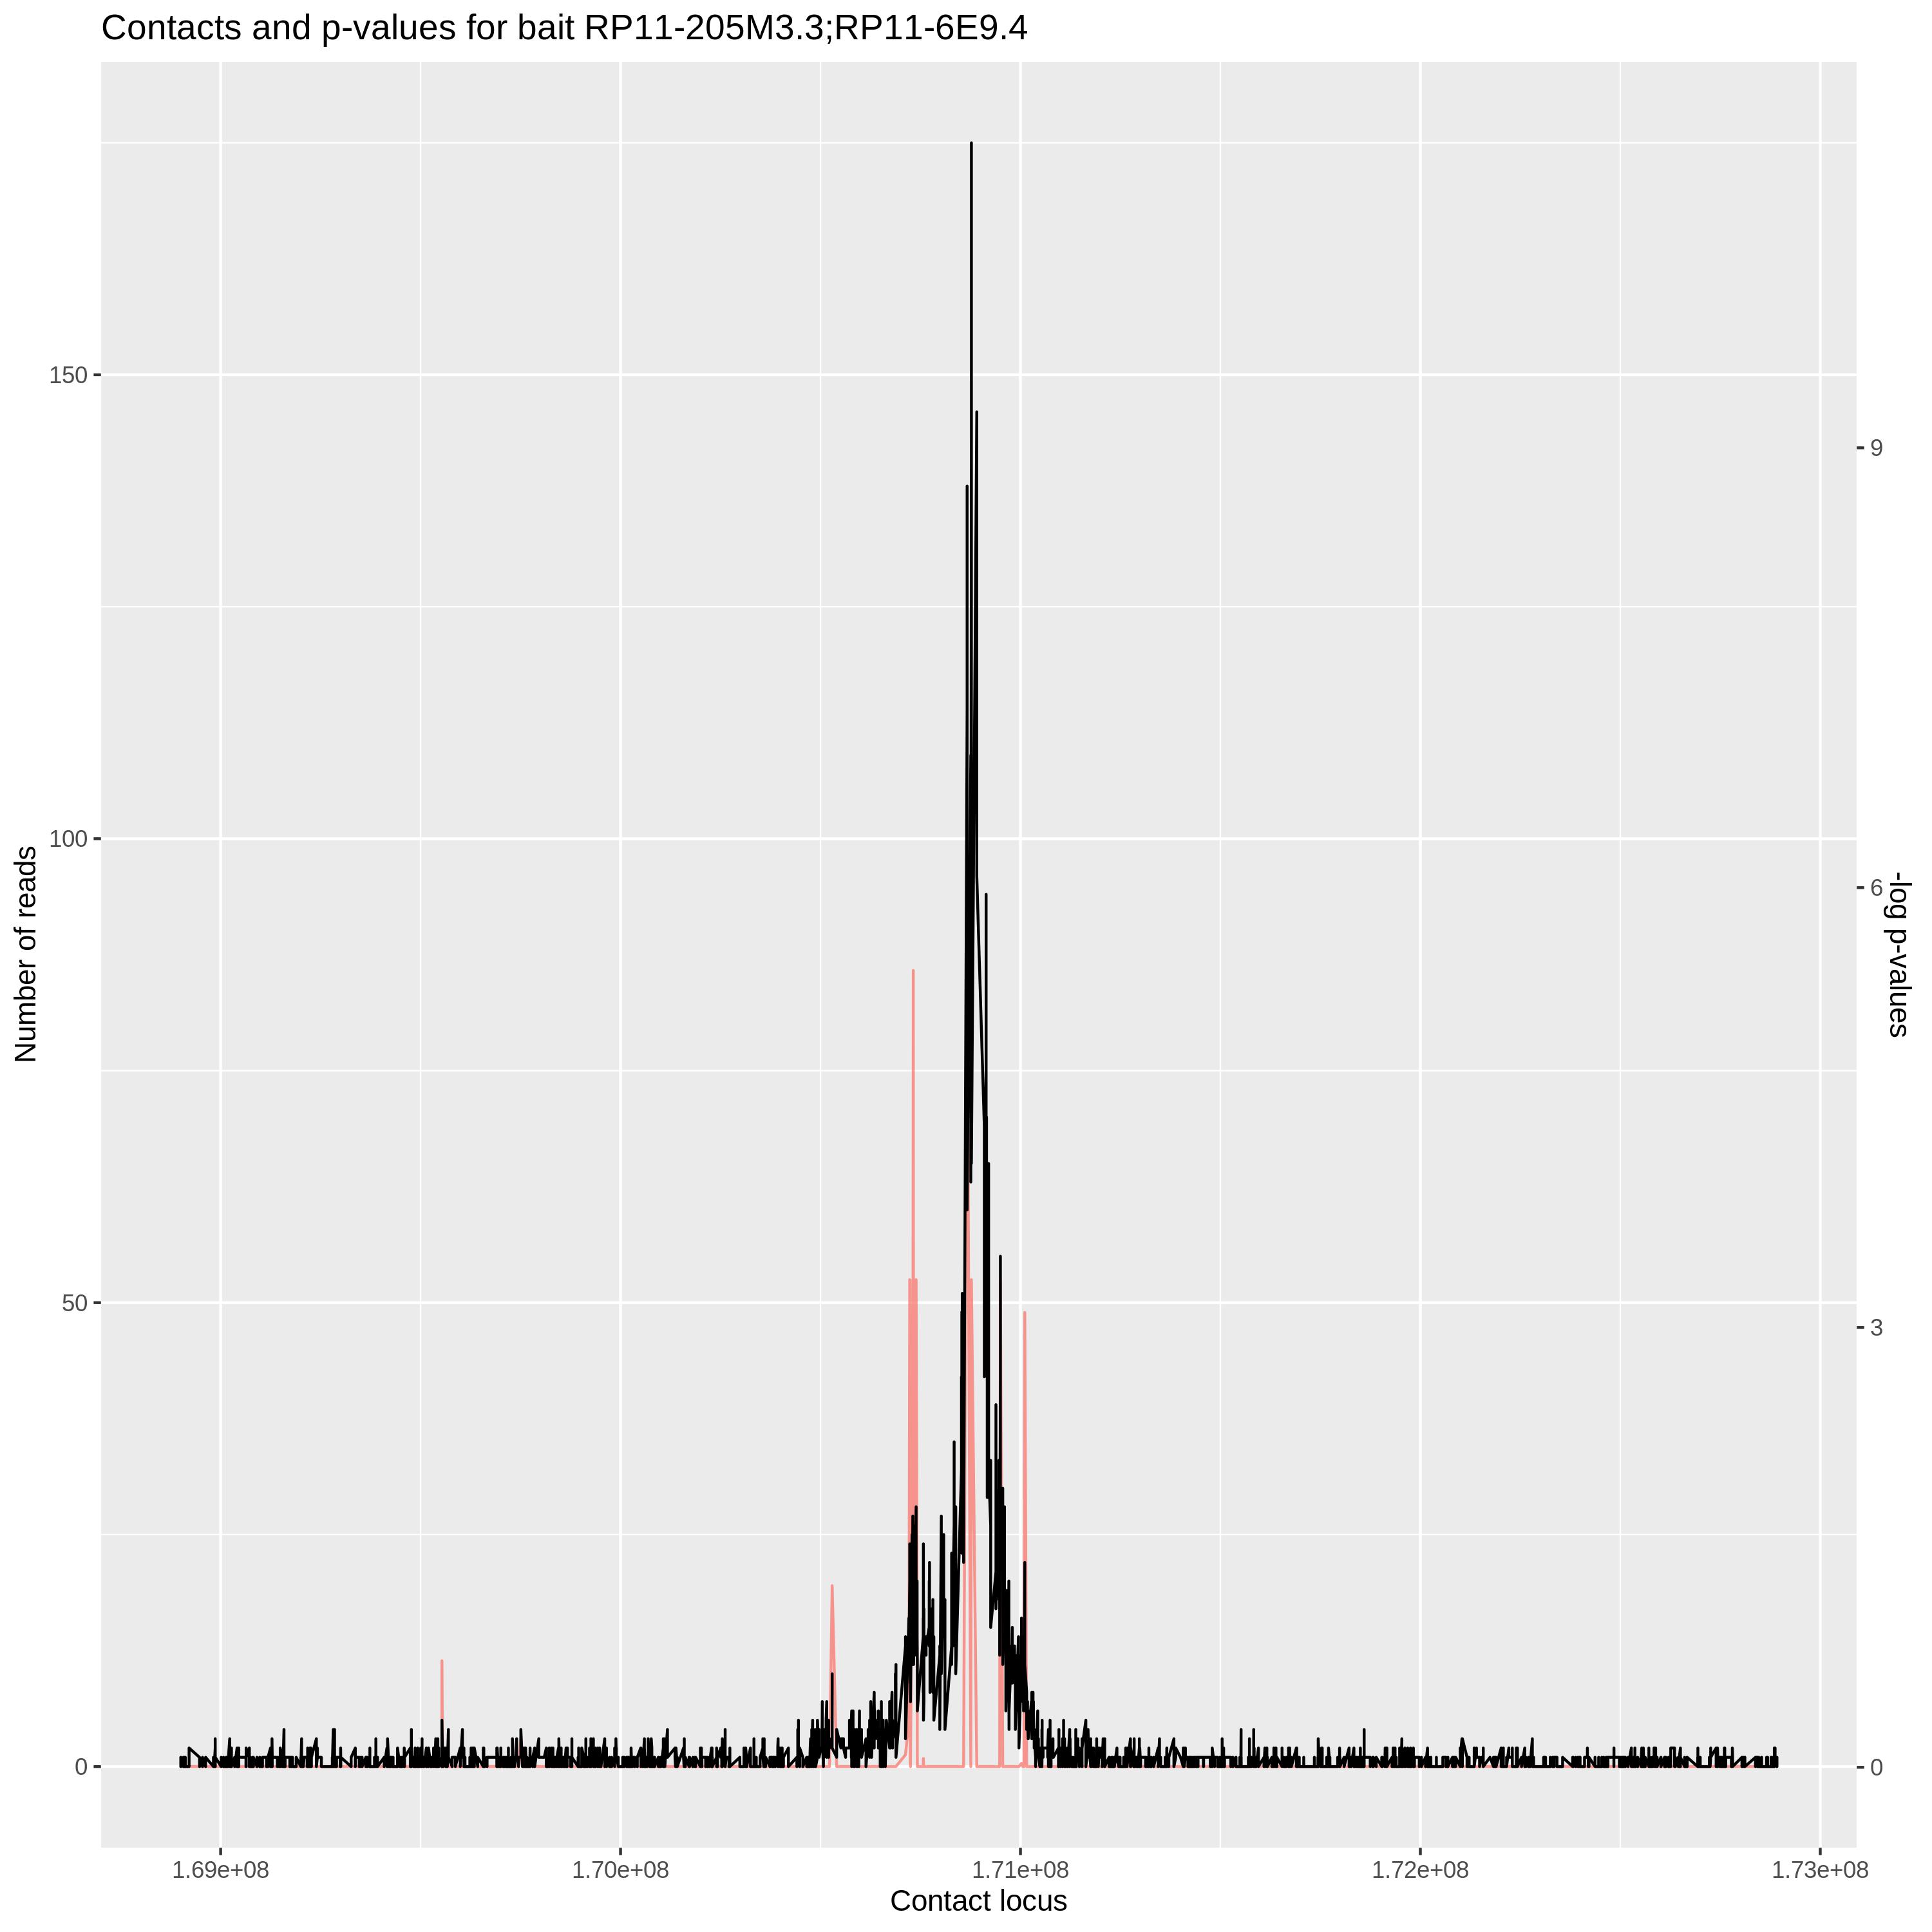 Contacts and p-values for bait RP11-205M3.3;RP11-6E9.4
150
100
50
0
Number of reads
9
6
3
0
-log p-values
1.69e+08
1.70e+08
1.71e+08
1.72e+08
1.73e+08
Contact locus